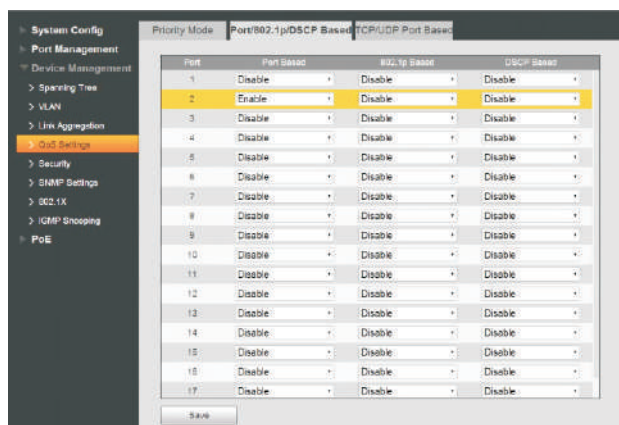 System Config
Port Management
Device Management
Spanning Tree
VLAN
Link Aggregation
QoS Settings
Security
SNMP Settings
802.1X
IGMP Snooping
PoE
Priority Mode Port/802.1p/DSCP Based TCP/UDP Port Based
Port Port Based 802.1p Based DSCP Based
1 Disable Disable Disable
2 Enable Disable Disable
3 Disable Disable Disable
4 Disable Disable Disable
5 Disable Disable Disable
6 Disable Disable Disable
7 Disable Disable Disable
8 Disable Disable Disable
9 Disable Disable Disable
10 Disable Disable Disable
11 Disable Disable Disable
12 Disable Disable Disable
13 Disable Disable Disable
14 Disable Disable Disable
15 Disable Disable Disable
16 Disable Disable Disable
17 Disable Disable Disable
Save